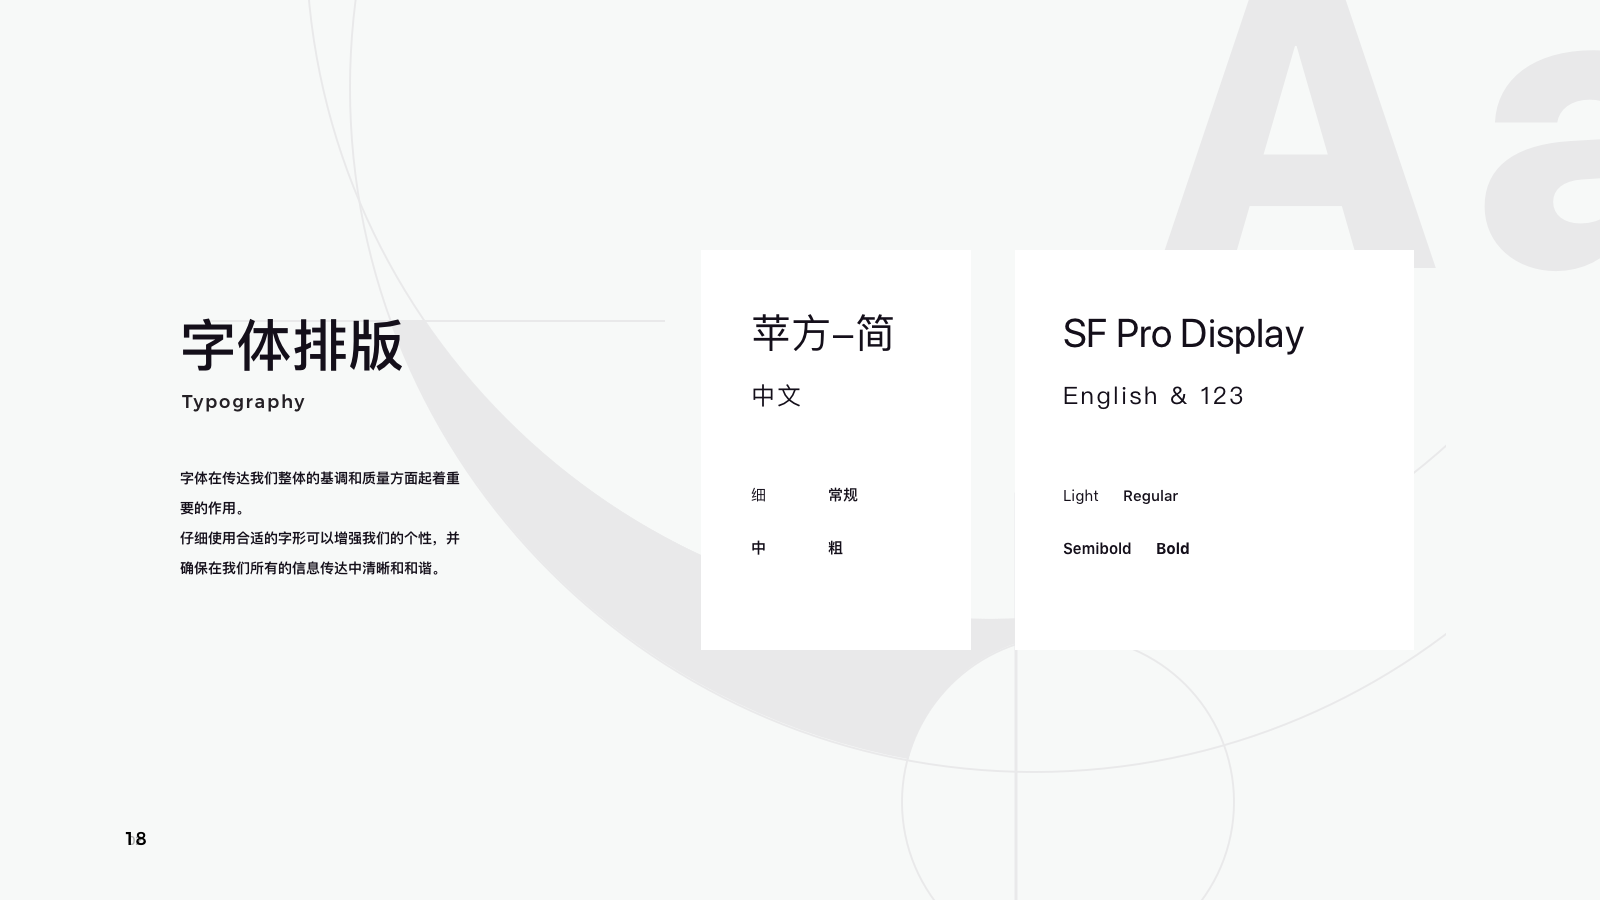 Aa
字体排版
Typography
字体在传达我们整体的基调和质量方面起着重
要的作用。
仔细使用合适的字形可以增强我们的个性，并
确保在我们所有的信息传达中清晰和和谐。
苹方–简
中文
细 常规
中 粗
SF Pro Display
English & 123
Light Regular
Semibold Bold
18